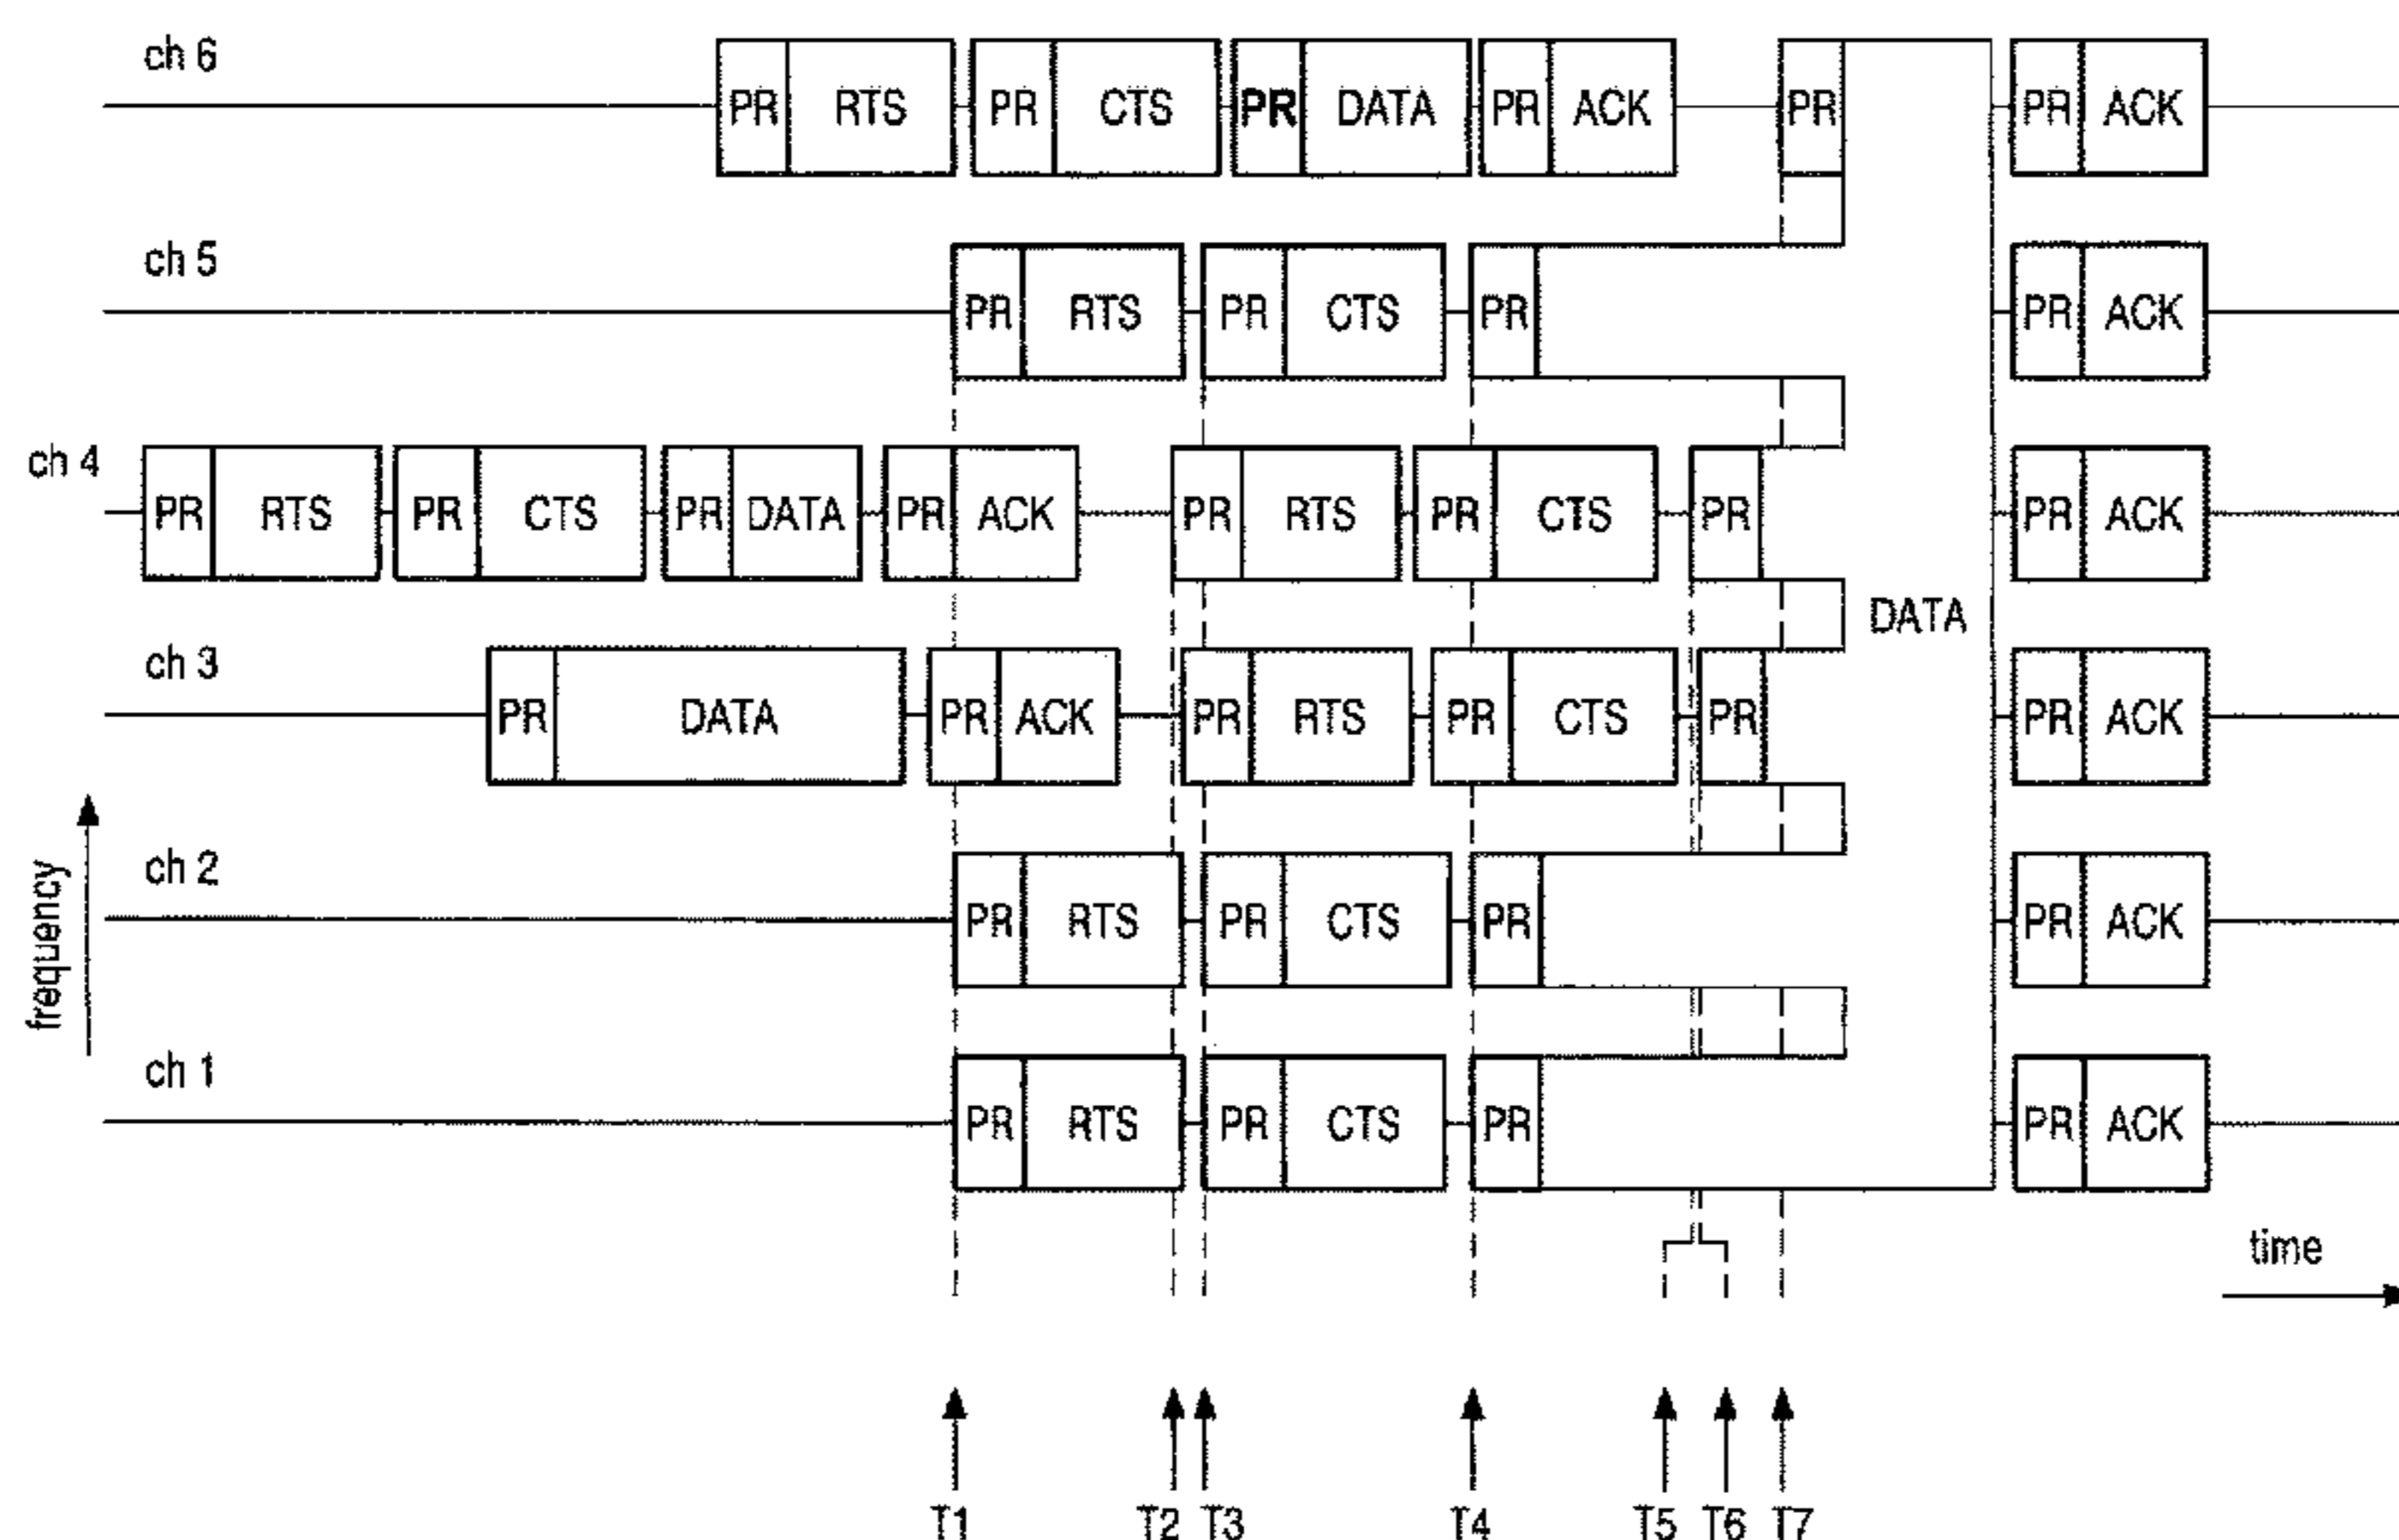 ch 6
PR RTS PR CTS PR DATA PR ACK PR PR ACK
ch 5
PR RTS PR CTS PR PR ACK
ch 4
PR RTS PR CTS PR DATA PR ACK PR RTS PR CTS PR PR ACK
DATA
ch 3
PR DATA PR ACK PR RTS PR CTS PR PR ACK
ch 2
PR RTS PR CTS PR PR ACK
frequency
ch 1
PR RTS PR CTS PR PR ACK
time
T1 T2 T3 T4 T5 T6 T7